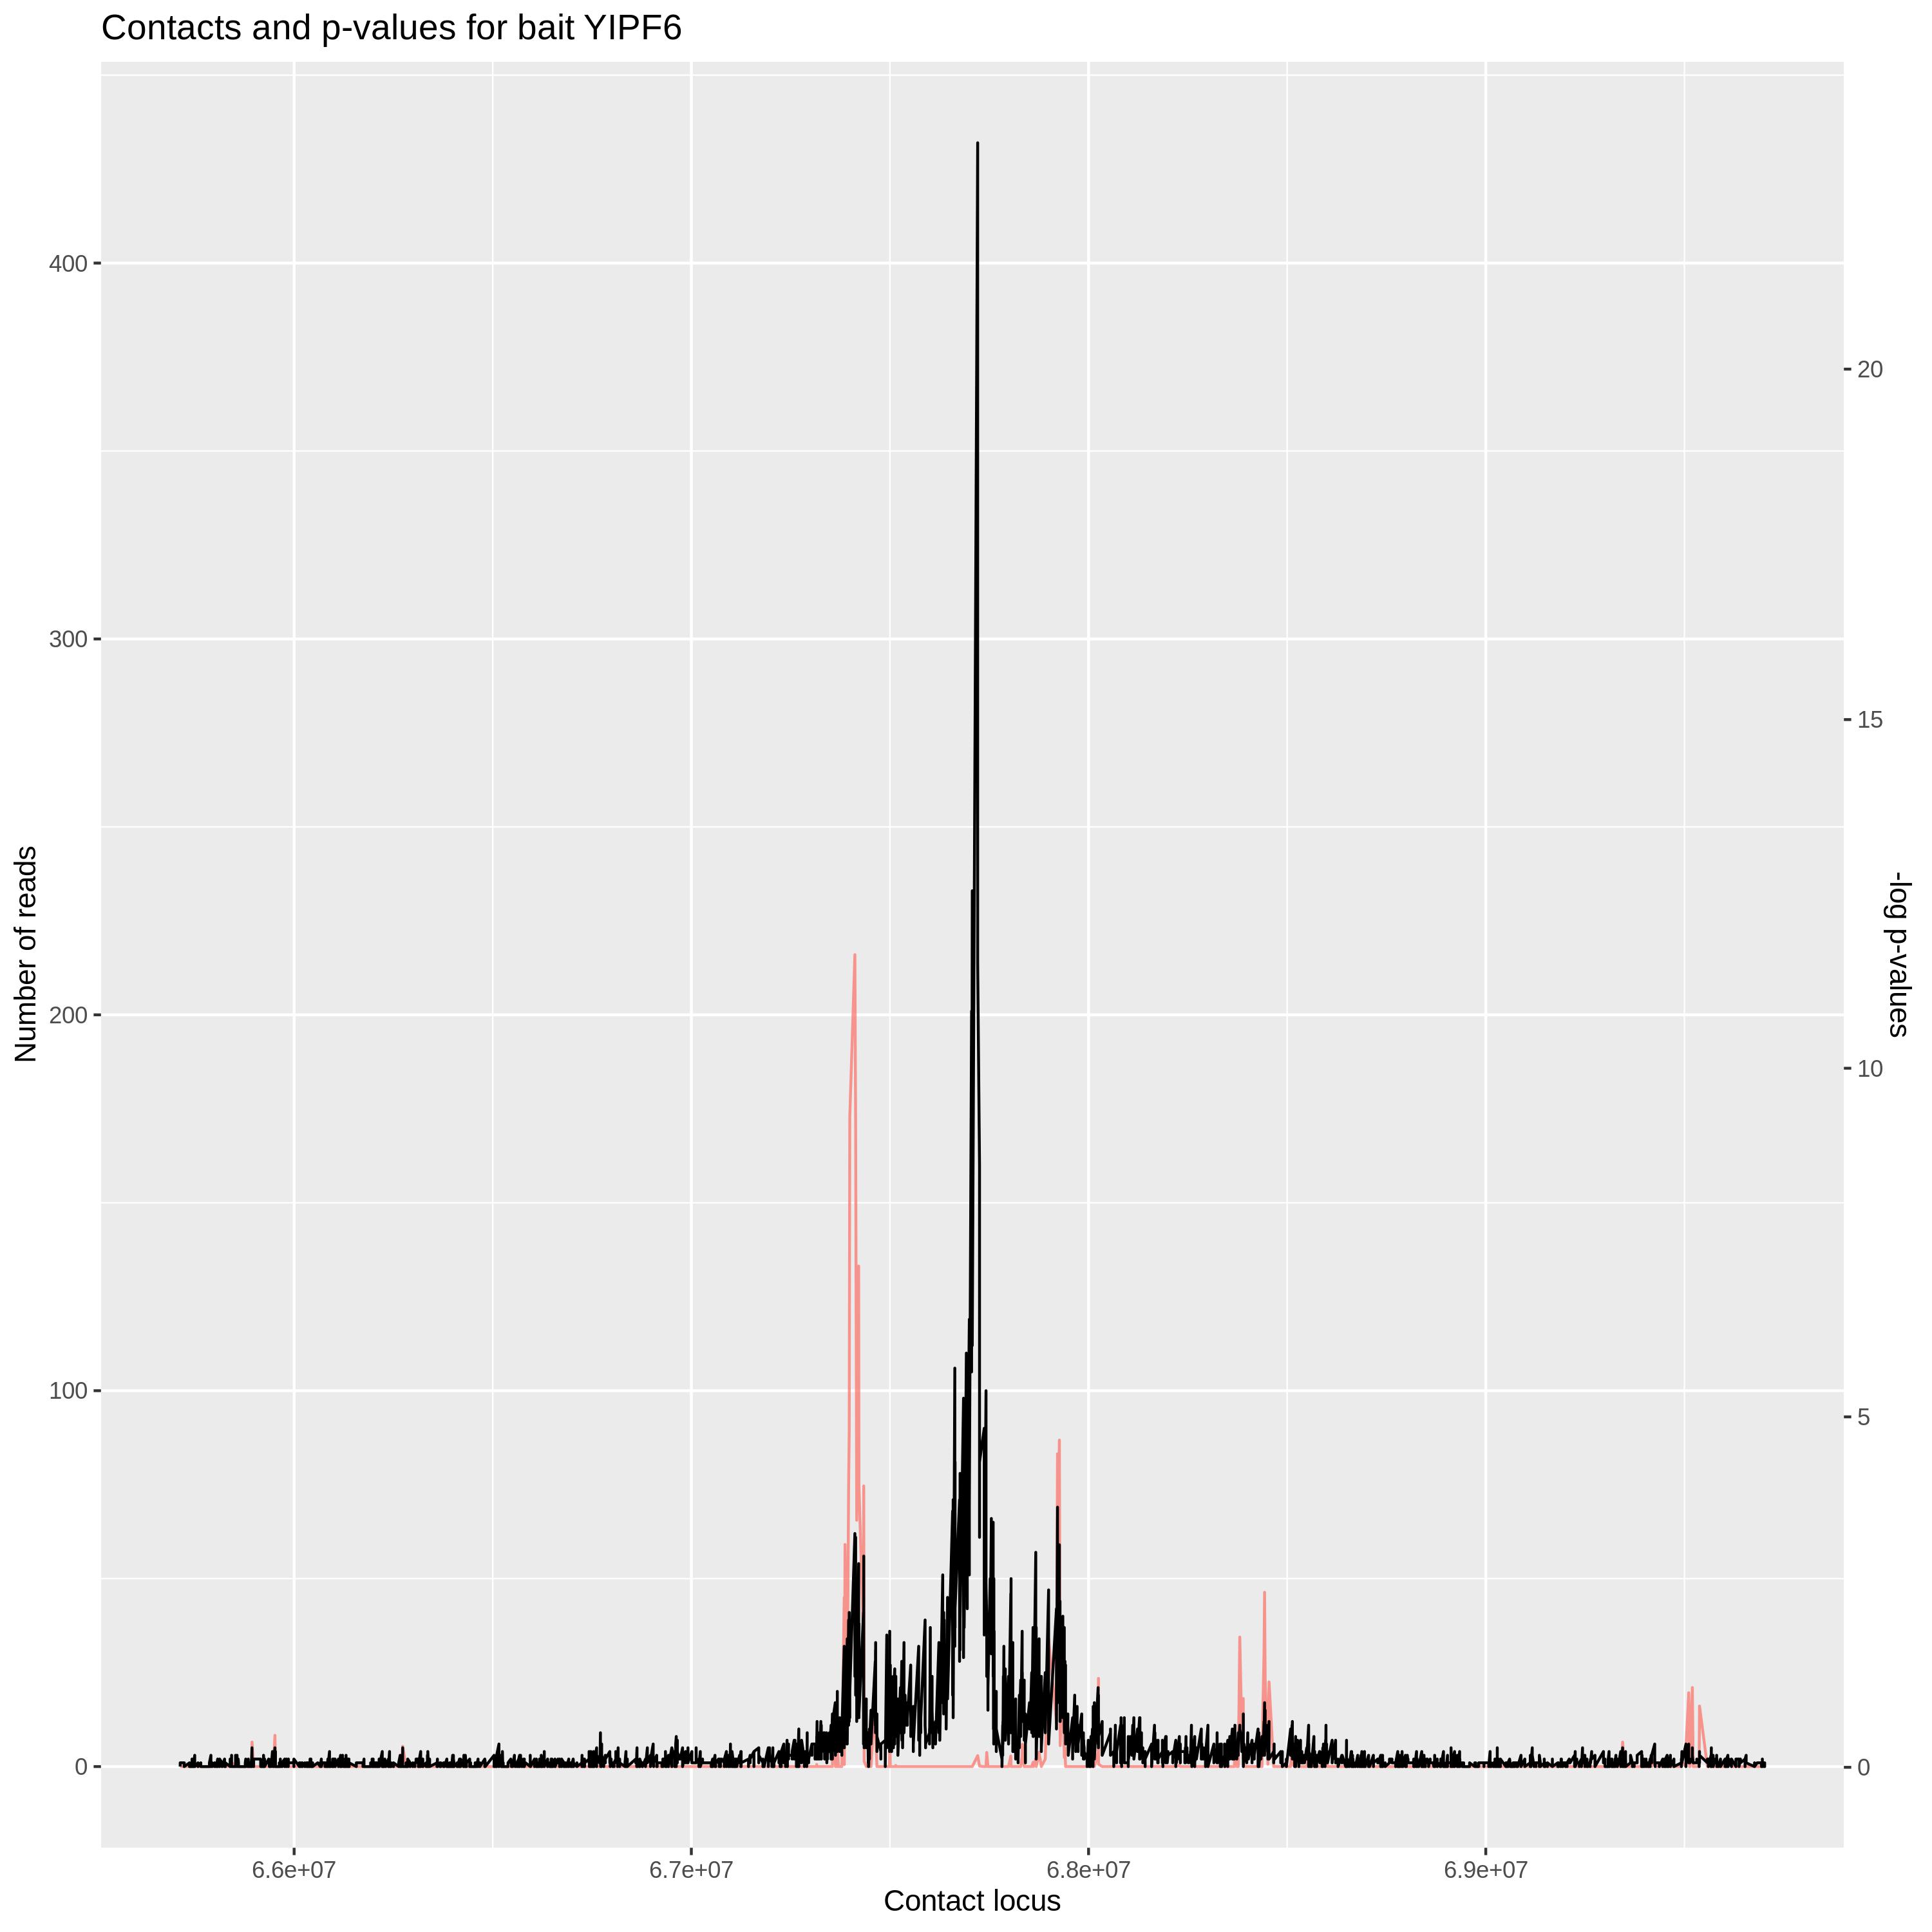 Contacts and p-values for bait YIPF6
400
300
200
100
0
Number of reads
20
15
10
5
0
-log p-values
6.6e+07
6.7e+07
6.8e+07
6.9e+07
Contact locus